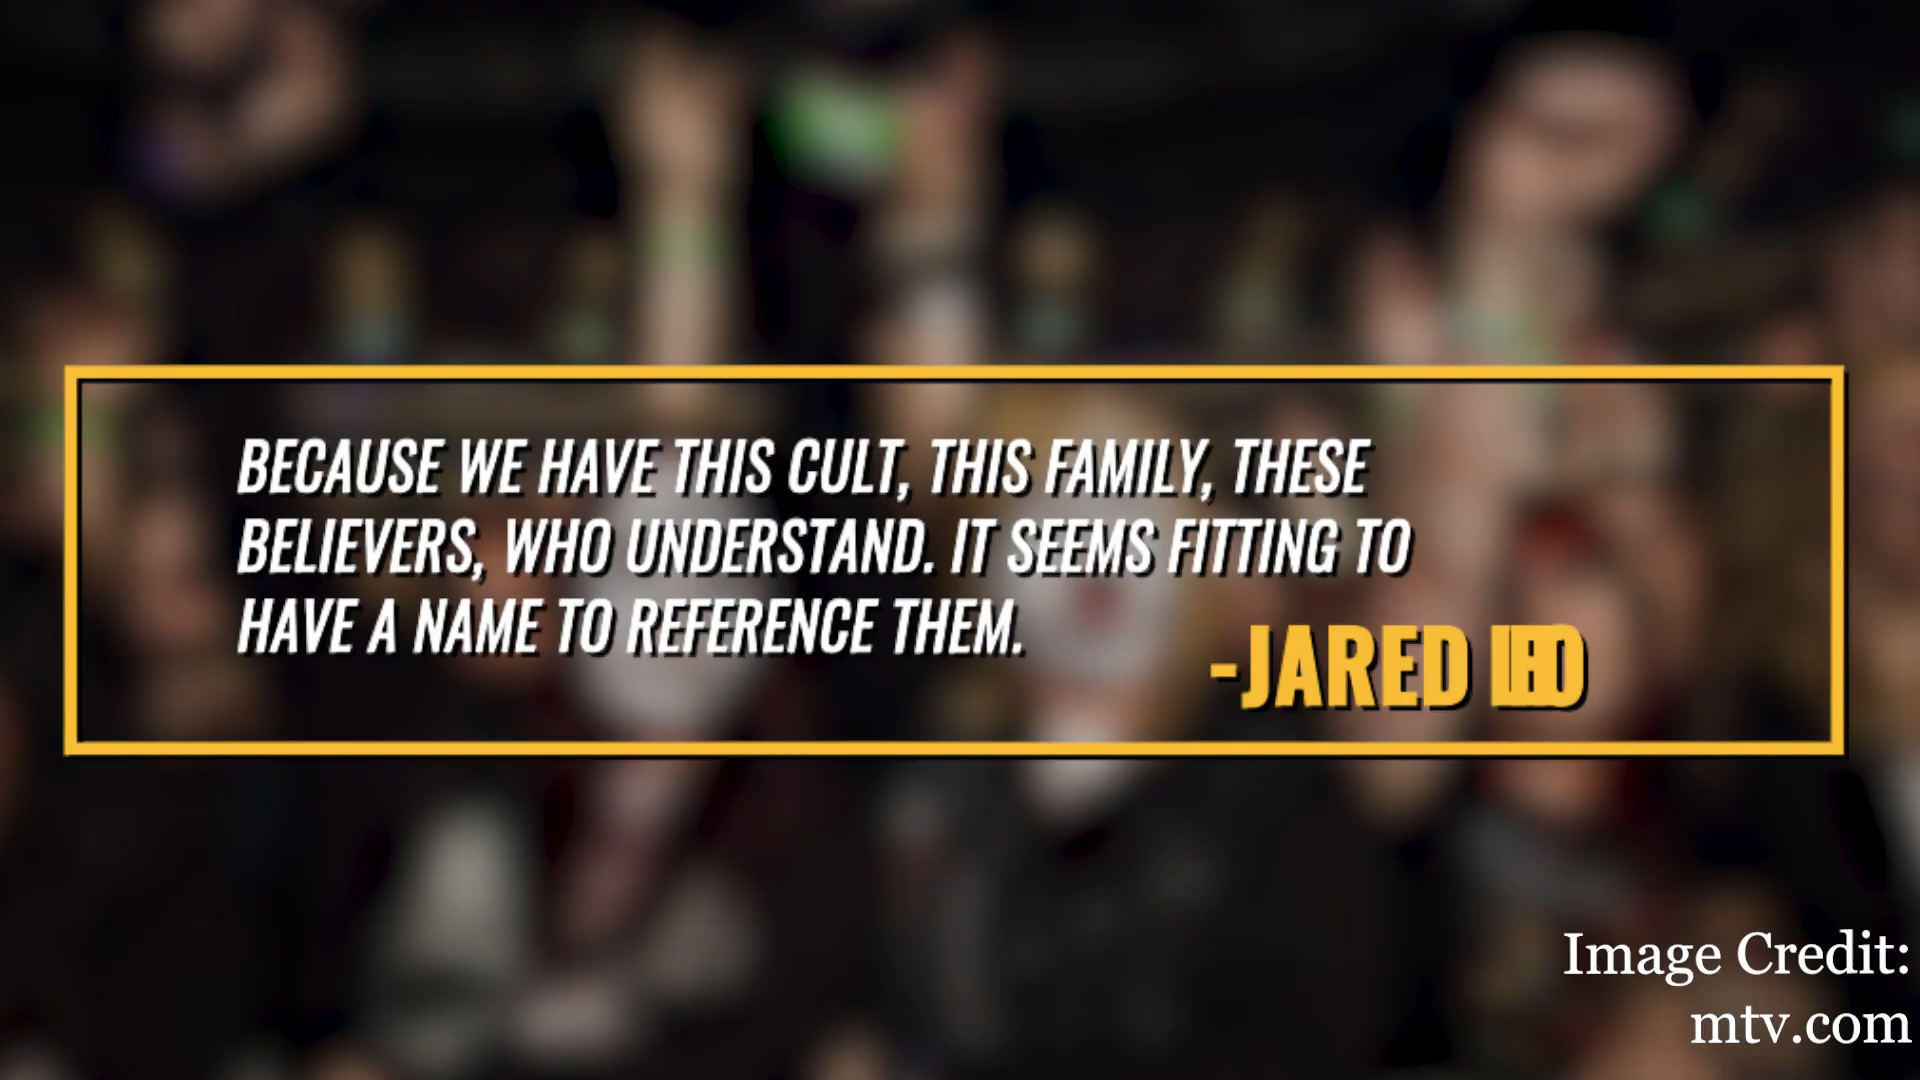 BECAUSE WE HAVE THIS CULT, THIS FAMILY, THESE
BELIEVERS, WHO UNDERSTAND. IT SEEMS FITTING TO
HAVE A NAME TO REFERENCE THEM.
-JARED
Image Credit:
mtv.com